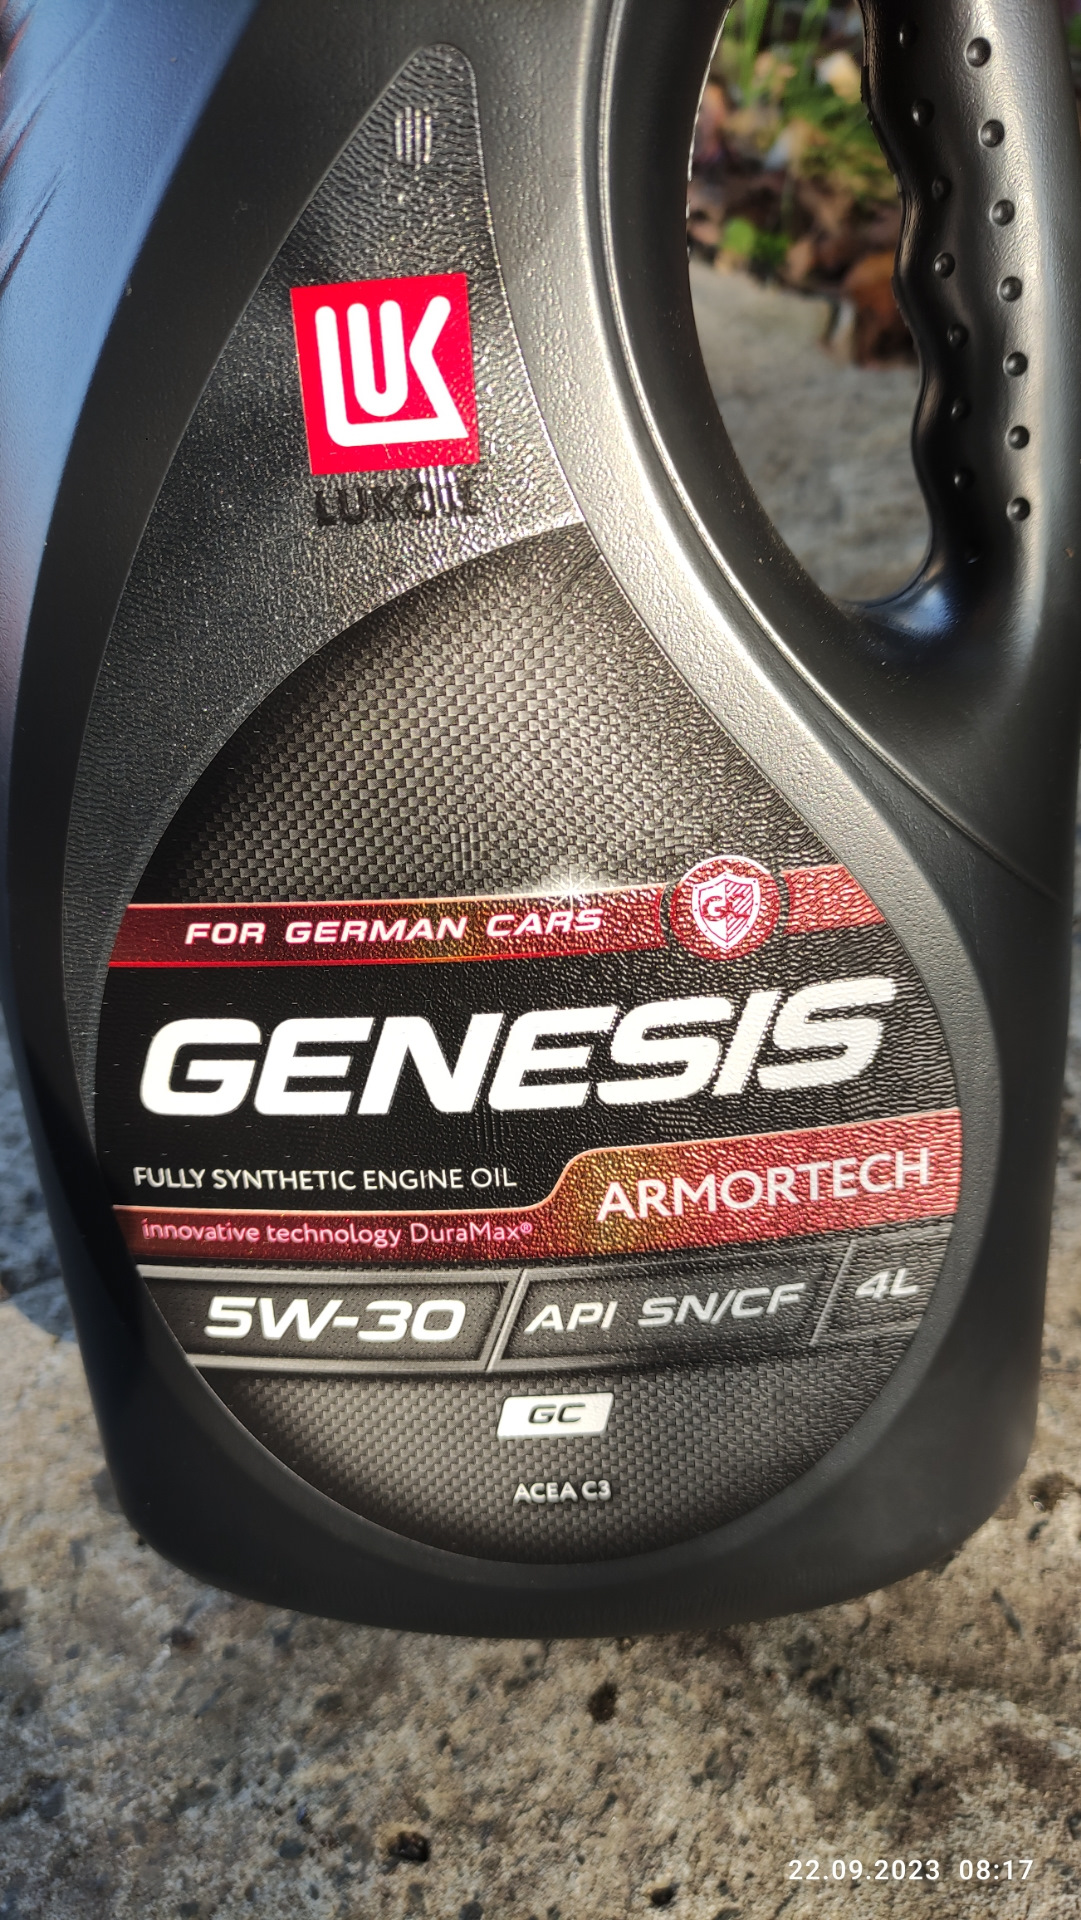 LUK
LUKOIL
FOR GERMAN CARS
GC
GENESIS
FULLY SYNTHETIC ENGINE OIL
ARMORTECH
innovative technology DuraMax®
5W-30
API SN/CF
4L
GC
ACEA C3
22.09.2023 08:17